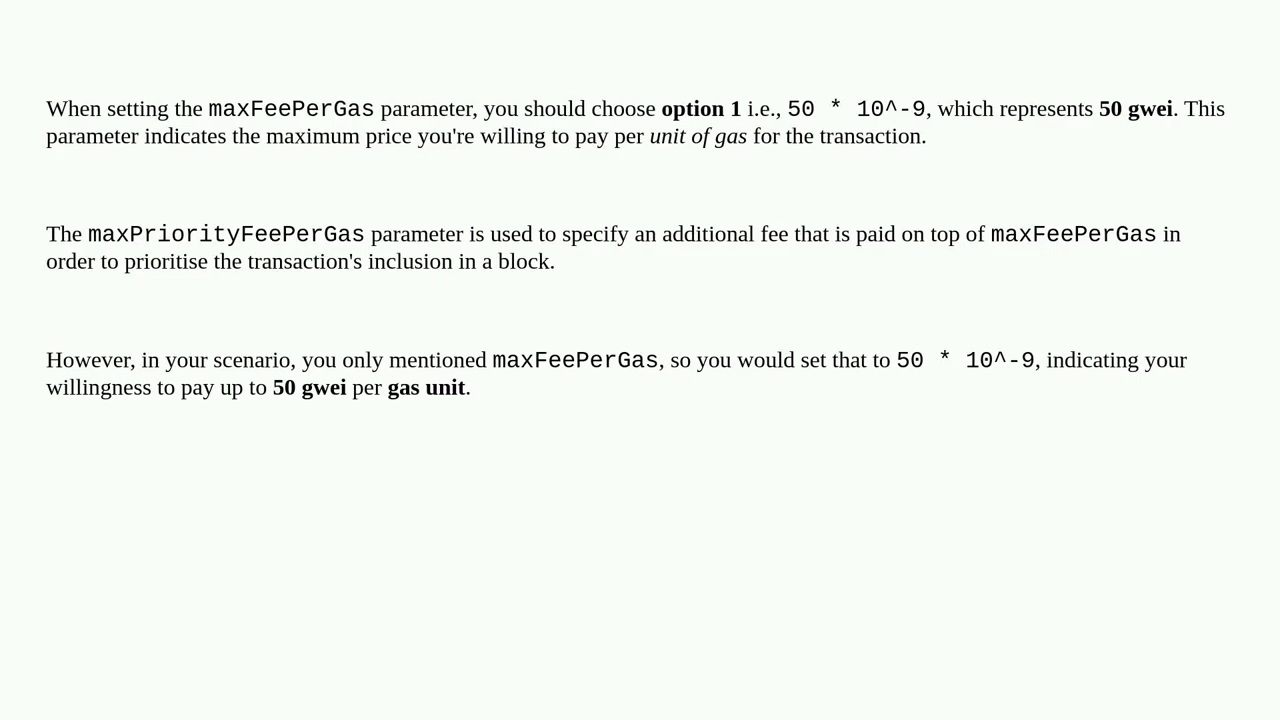 When setting the maxFeePerGas parameter, you should choose option 1 i.e., 50 * 10^-9, which represents 50 gwei. This
parameter indicates the maximum price you're willing to pay per unit of gas for the transaction.
The maxPriorityFeePerGas parameter is used to specify an additional fee that is paid on top of maxFeePerGas in
order to prioritise the transaction's inclusion in a block.
However, in your scenario, you only mentioned maxFeePerGas, so you would set that to 50 * 10^-9, indicating your
willingness to pay up to 50 gwei per gas unit.